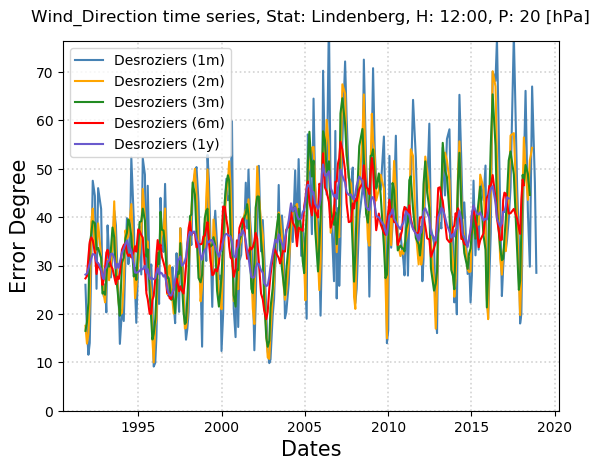 Wind_Direction time series, Stat: Lindenberg, H: 12:00, P: 20 [hPa]
Desroziers (1m)
Desroziers (2m)
Desroziers (3m)
Desroziers (6m)
Desroziers (1y)
Error Degree
70
60
50
40
30
20
10
0
1995
2000
2005
2010
2015
2020
Dates